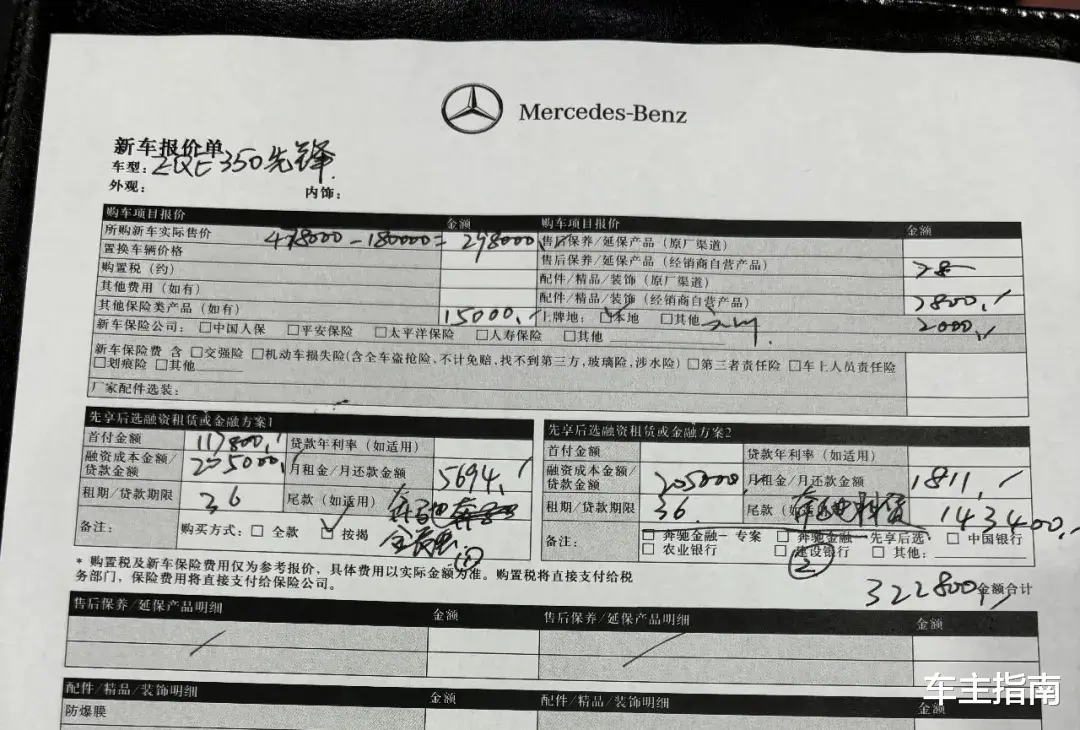 Mercedes-Benz
新车报价单
车型: EQE 350先锋
外观:
内饰:
购车项目报价 金额 购车项目报价 金额
所购新车实际售价 478000-180000=298000 售后保养/延保产品(原厂渠道)
置换车辆价格 售后保养/延保产品(经销商自营产品)
购置税(约) 配件/精品/装饰(原厂渠道)
其他费用(如有) 配件/精品/装饰(经销商自营产品) 7800
其他保险类产品(如有) 15000 上牌地: □本地 □其他 2000
新车保险公司: □中国人保 □平安保险 □太平洋保险 □人寿保险 □其他
新车保险费 含 □交强险 □机动车损失险(含全车盗抢险、不计免赔,找不到第三方,玻璃险,涉水险) □第三者责任险 □车上人员责任险
□划痕险 □其他
厂家配件选装:
先享后选融资租赁或金融方案1
首付金额 117800 贷款年利率(如适用)
融资成本金额/贷款金额 205000 月租金/月还款金额 5694
租期/贷款期限 36 尾款(如适用)
备注: 购买方式: □ 全款 □ 按揭
先享后选融资租赁或金融方案2
首付金额 贷款年利率(如适用)
融资成本金额/贷款金额 205000 月租金/月还款金额 1811
租期/贷款期限 36 尾款 143400
备注: □ 奔驰金融-专案 □ 奔驰金融-先享后选 □ 中国银行
□ 农业银行 □ 建设银行 □ 其他:
②
* 购置税及新车保险费用仅为参考报价,具体费用以实际金额为准。购置税将直接支付给税
务部门,保险费用将直接支付给保险公司。
322800 金额合计
售后保养/延保产品明细 金额 售后保养/延保产品明细 金额
配件/精品/装饰明细 金额 配件/精品/装饰明细 金额
防爆膜
车主指南